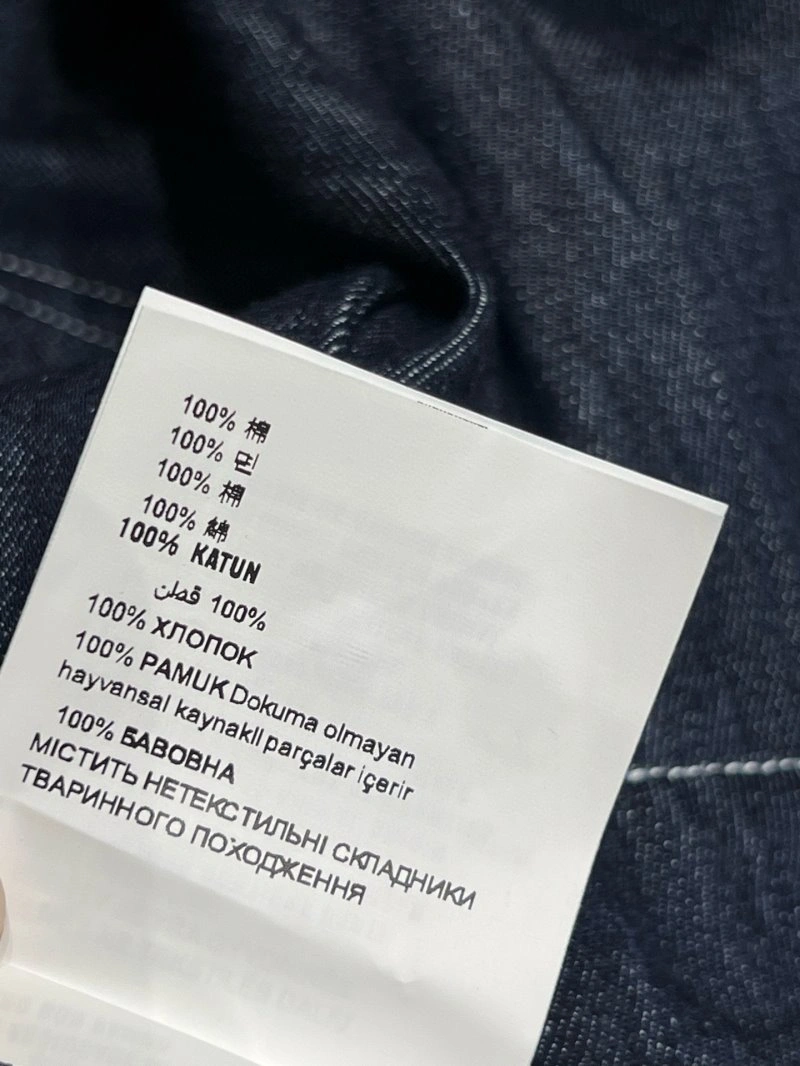 100% 棉
100% 면
100% 棉
100% 綿
100% KATUN
100% قطن
100% ХЛОПОК
100% PAMUK Dokuma olmayan
hayvansal kaynaklı parçalar içerir
100% БАВОВНА
МІСТИТЬ НЕТЕКСТИЛЬНІ СКЛАДНИКИ
ТВАРИННОГО ПОХОДЖЕННЯ